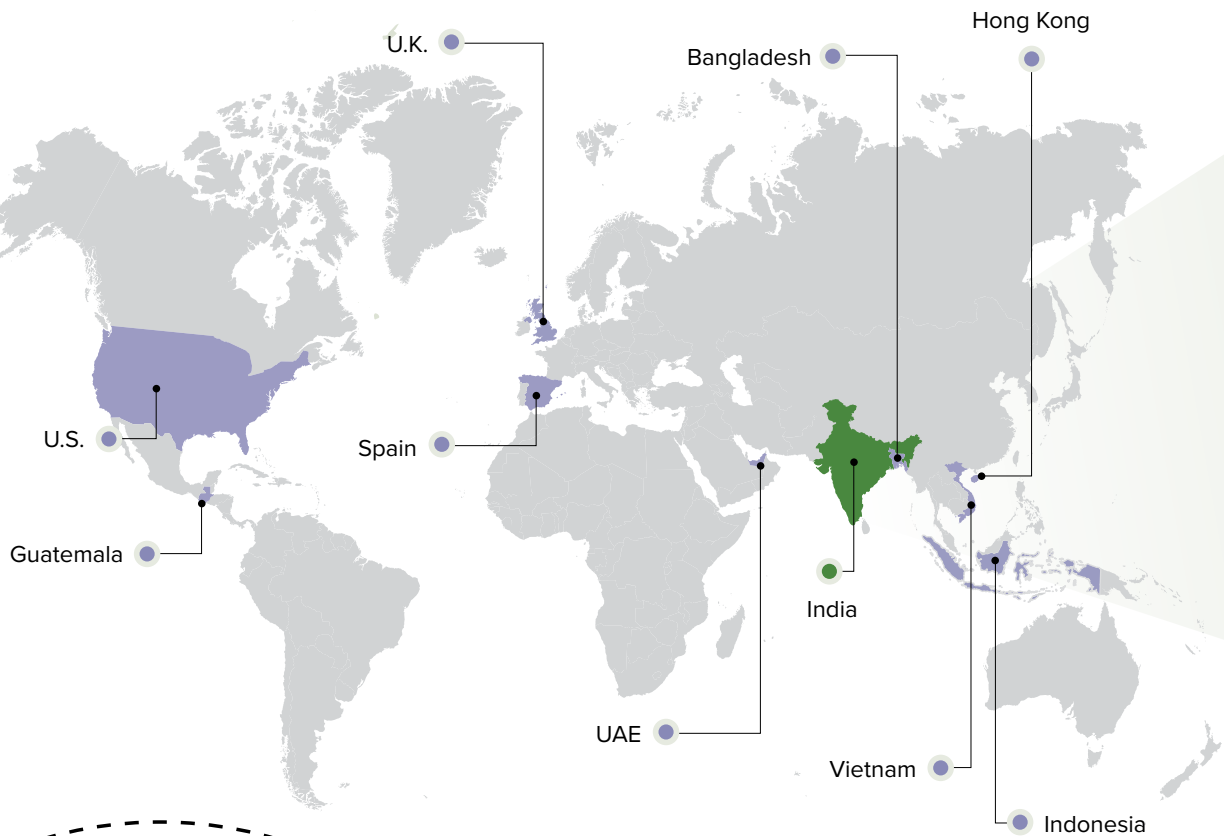 Hong Kong
U.K.
Bangladesh
U.S.
Spain
Guatemala
India
UAE
Vietnam
Indonesia